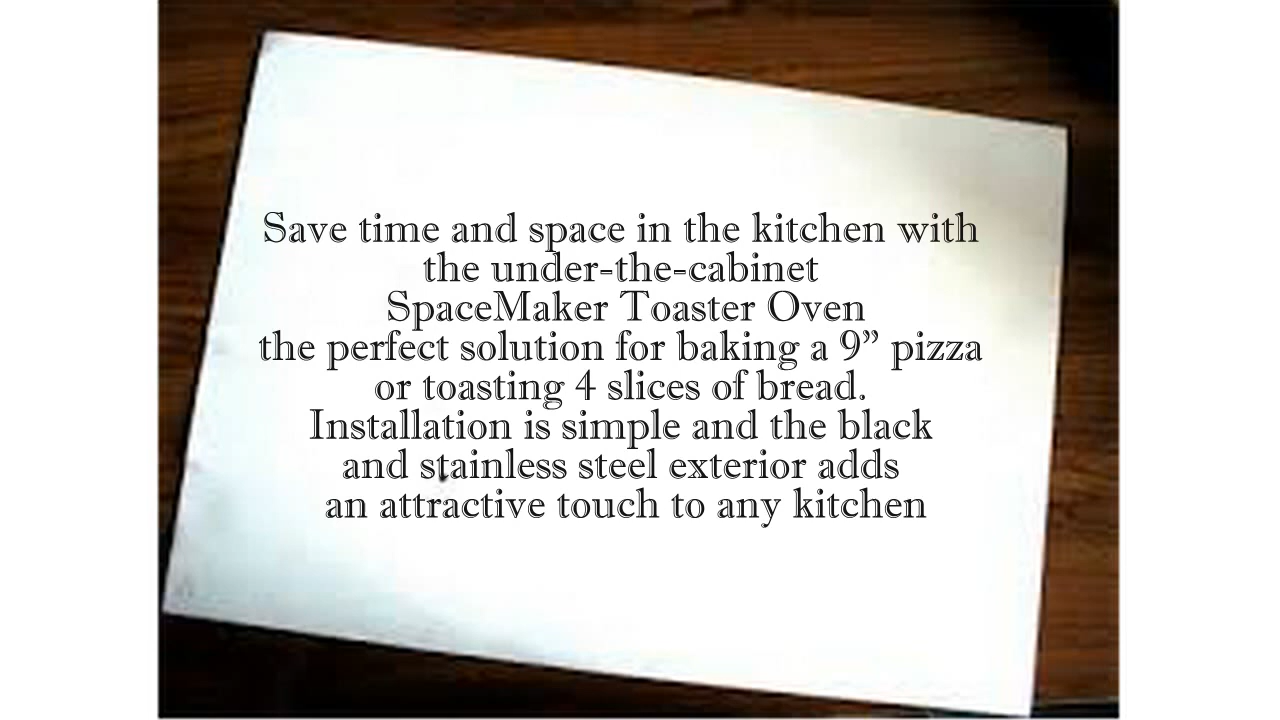 Save time and space in the kitchen with
the under-the-cabinet
SpaceMaker Toaster Oven
the perfect solution for baking a 9” pizza
or toasting 4 slices of bread.
Installation is simple and the black
and stainless steel exterior adds
an attractive touch to any kitchen